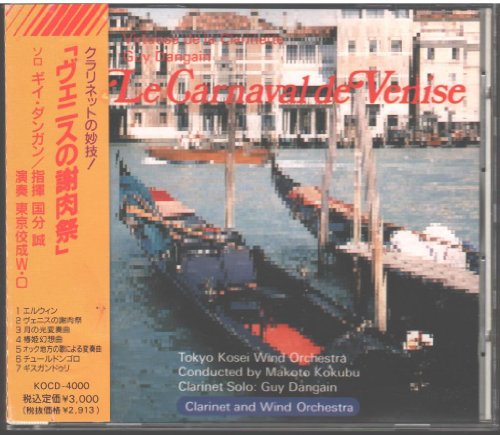 クラリネットの妙技!
「ヴェニスの謝肉祭」
ソロ ギイ・ダンガン/指揮 国分 誠
演奏 東京佼成W・O
1 エルウィン
2 ヴェニスの謝肉祭
3 月の光変奏曲
4 椿姫幻想曲
5 オック地方の歌による変奏曲
6 チュールドンゴロ
7 ギスガンドゥリ
KOCD-4000
税込定価¥3,000
(税抜価格¥2,913)
de la Clarinette
Guy Dangain
Le Carnaval de Venise
Tokyo Kosei Wind Orchestra
Conducted by Makoto Kokubu
Clarinet Solo: Guy Dangain
Clarinet and Wind Orchestra